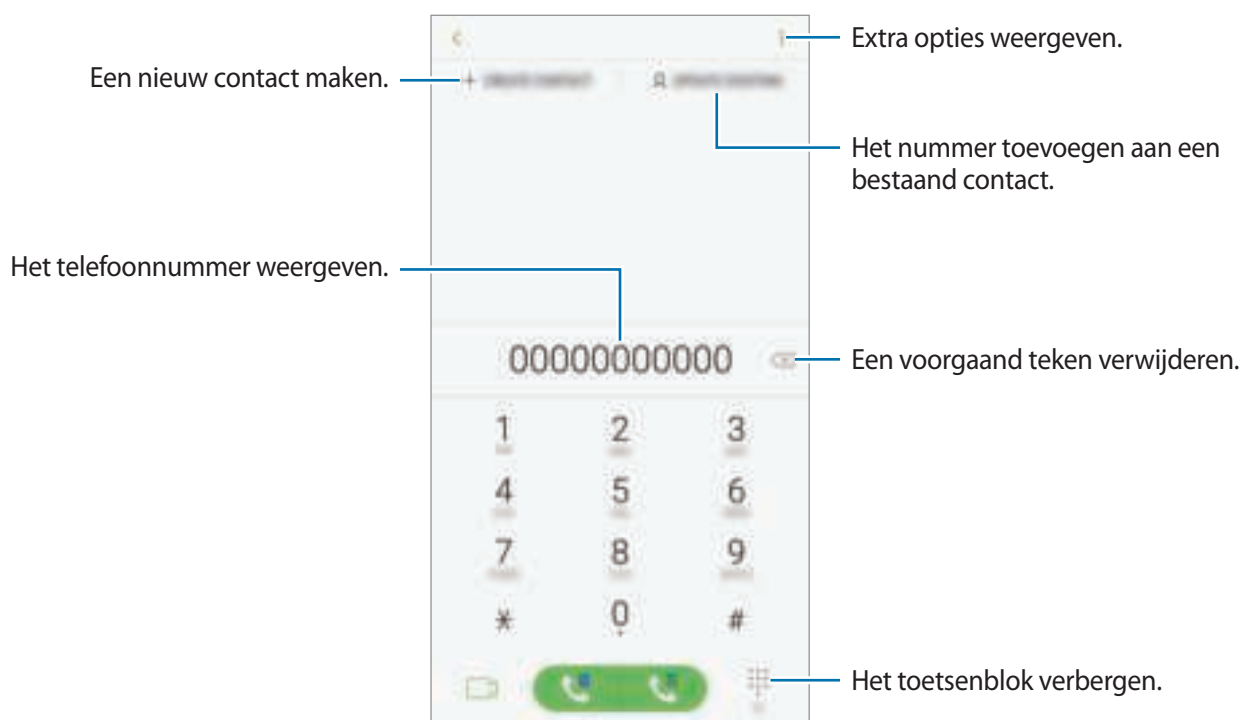 Extra opties weergeven.
Een nieuw contact maken.
Het nummer toevoegen aan een
bestaand contact.
Het telefoonnummer weergeven.
00000000000
Een voorgaand teken verwijderen.
1 2 3
4 5 6
7 8 9
* 0 #
+
Het toetsenblok verbergen.